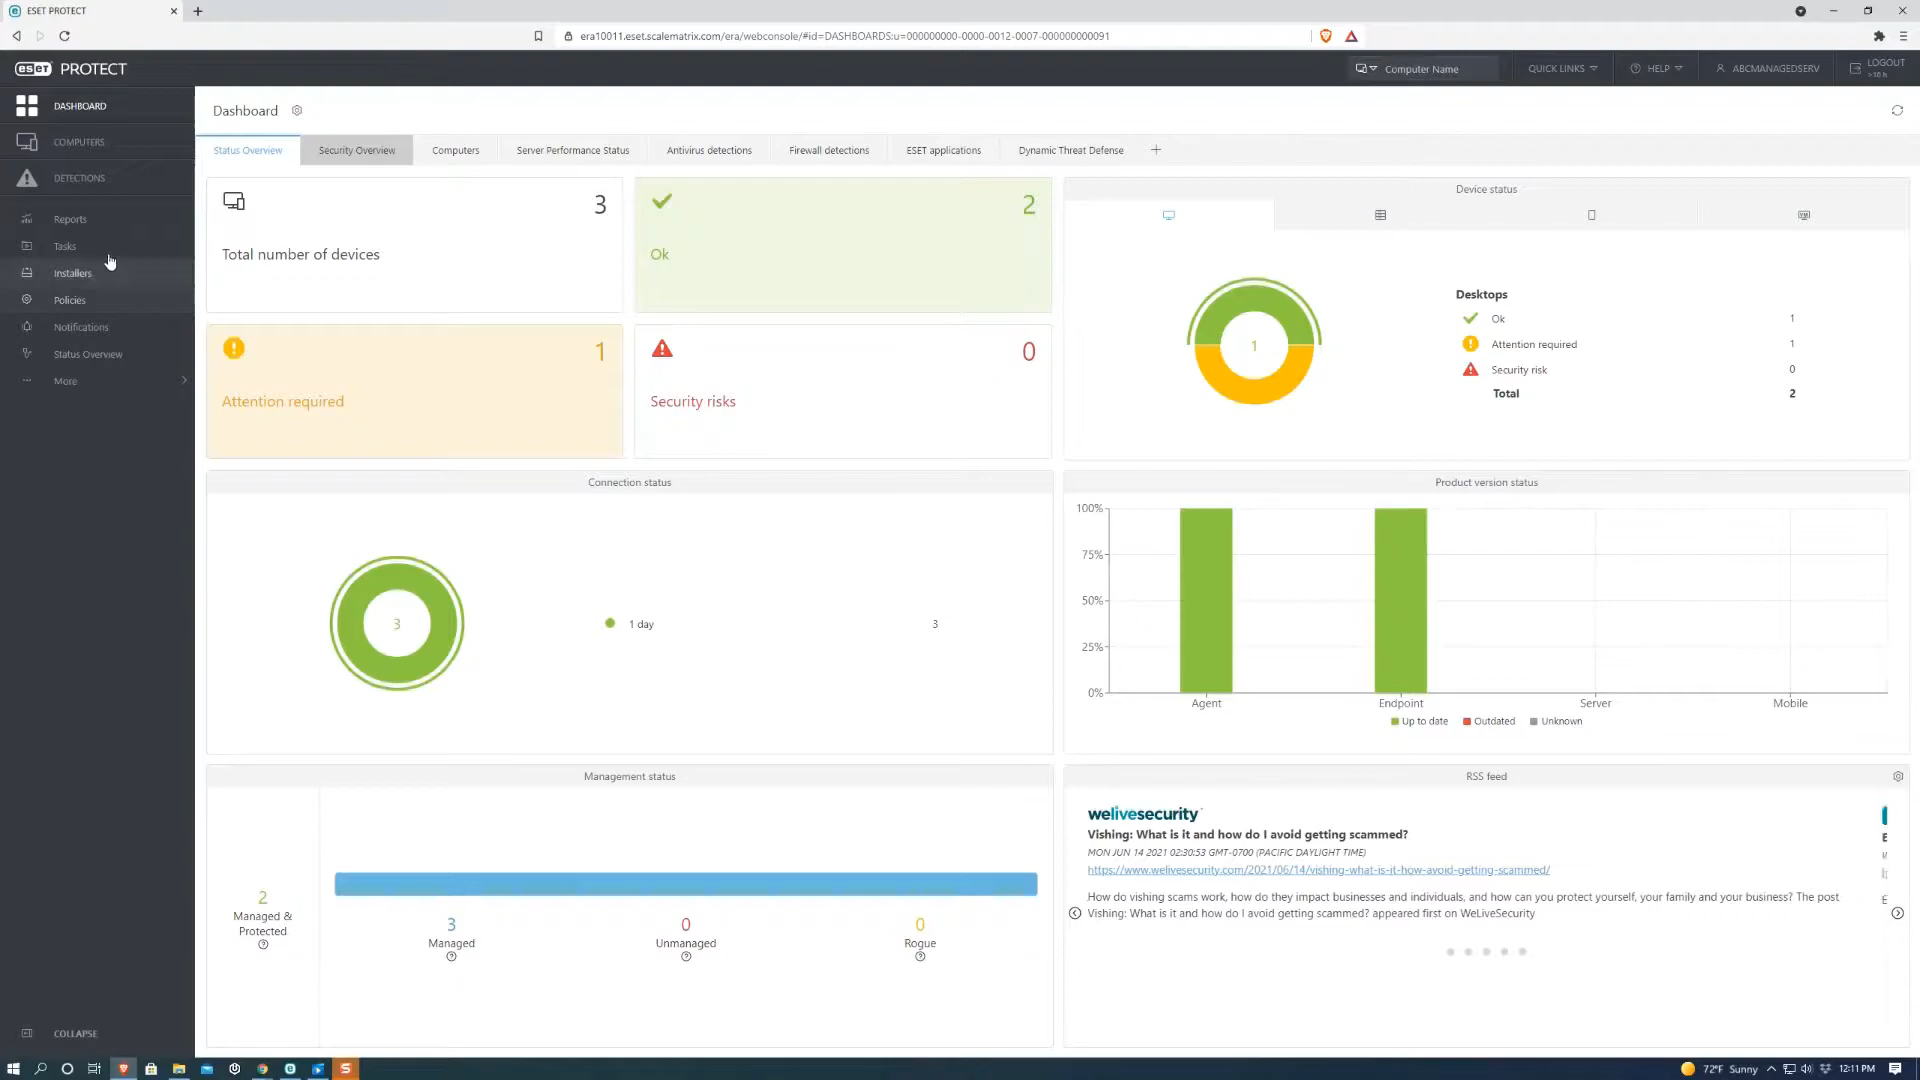 ESET PROTECT
era10011.eset.scalematrix.com/era/webconsole/#id=DASHBOARDS:u=000000000-0000-0012-0007-000000000091
eset PROTECT
Computer Name
QUICK LINKS
HELP
ABCMANAGEDSERV
LOGOUT
>10 h
DASHBOARD
COMPUTERS
DETECTIONS
Reports
Tasks
Installers
Policies
Notifications
Status Overview
More
COLLAPSE
Dashboard
Status Overview
Security Overview
Computers
Server Performance Status
Antivirus detections
Firewall detections
ESET applications
Dynamic Threat Defense
3
Total number of devices
2
Ok
1
Attention required
0
Security risks
Device status
1
Desktops
Ok 1
Attention required 1
Security risk 0
Total 2
Connection status
3
1 day 3
Product version status
100%
75%
50%
25%
0%
Agent Endpoint Server Mobile
Up to date Outdated Unknown
Management status
2
Managed &
Protected
3
Managed
0
Unmanaged
0
Rogue
RSS feed
welivesecurity
Vishing: What is it and how do I avoid getting scammed?
MON JUN 14 2021 02:30:53 GMT-0700 (PACIFIC DAYLIGHT TIME)
https://www.welivesecurity.com/2021/06/14/vishing-what-is-it-how-avoid-getting-scammed/
How do vishing scams work, how do they impact businesses and individuals, and how can you protect yourself, your family and your business? The post
Vishing: What is it and how do I avoid getting scammed? appeared first on WeLiveSecurity
72°F Sunny
12:11 PM